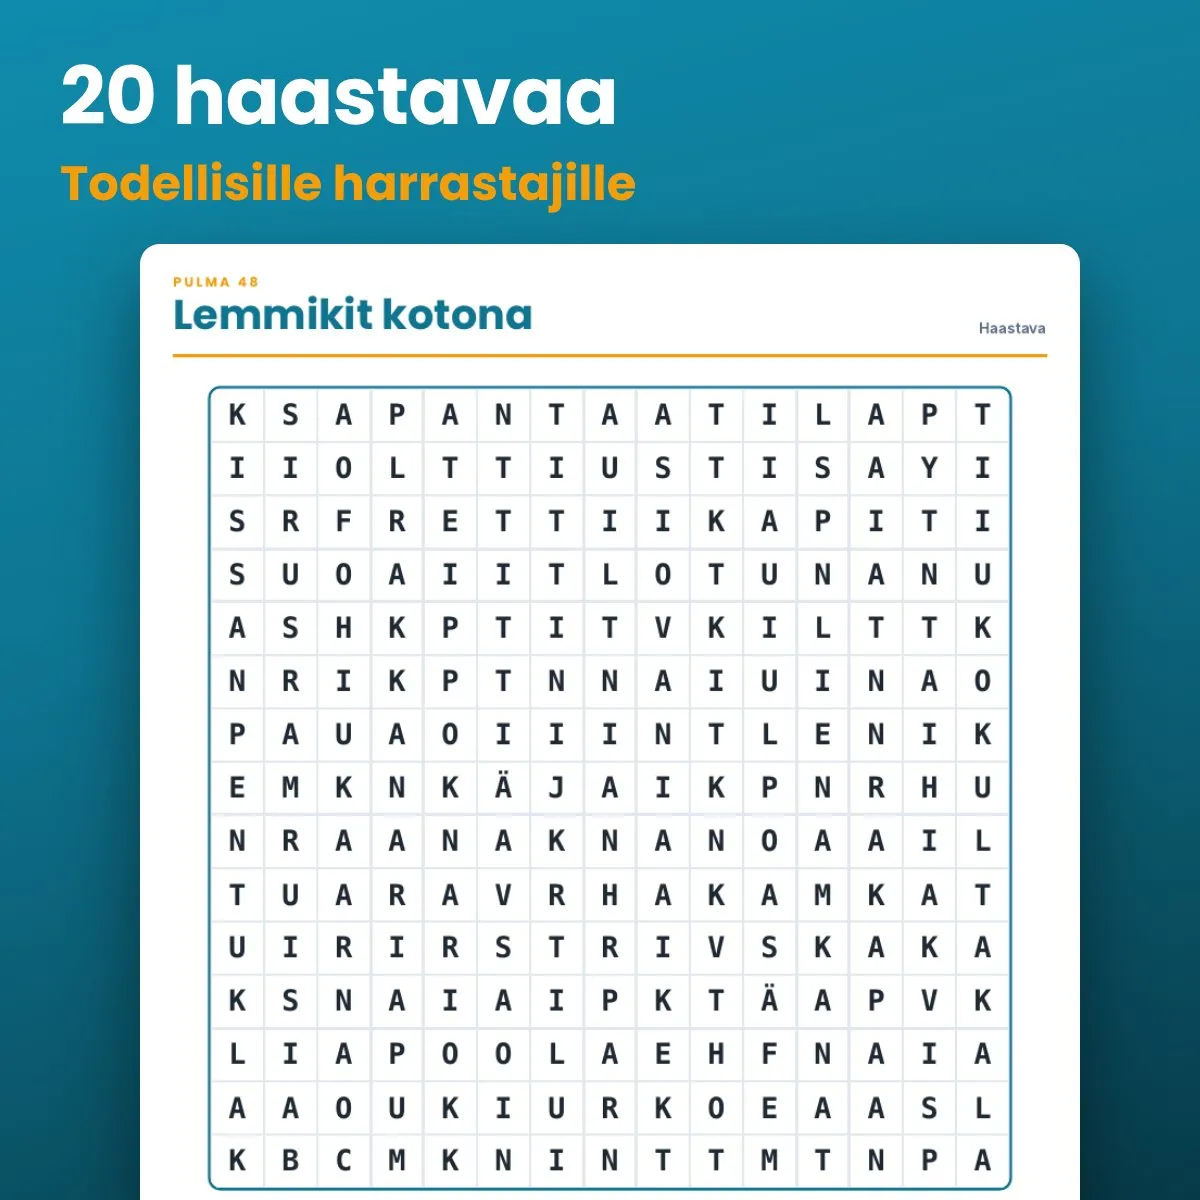 20 haastavaa
Todellisille harrastajille
PULMA 48
Lemmikit kotona
Haastava
K S A P A N T A A T I L A P T
I I O L T T I U S T I S A Y I
S R F R E T T I I K A P I T I
S U O A I I T L O T U N A N U
A S H K P T I T V K I L T T K
N R I K P T N N A I U I N A O
P A U A O I I I N T L E N I K
E M K N K Ä J A I K P N R H U
N R A A N A K N A N O A A I L
T U A R A V R H A K A M K A T
U I R I R S T R I V S K A K A
K S N A I A I P K T Ä A P V K
L I A P O O L A E H F N A I A
A A O U K I U R K O E A A S L
K B C M K N I N T T M T N P A